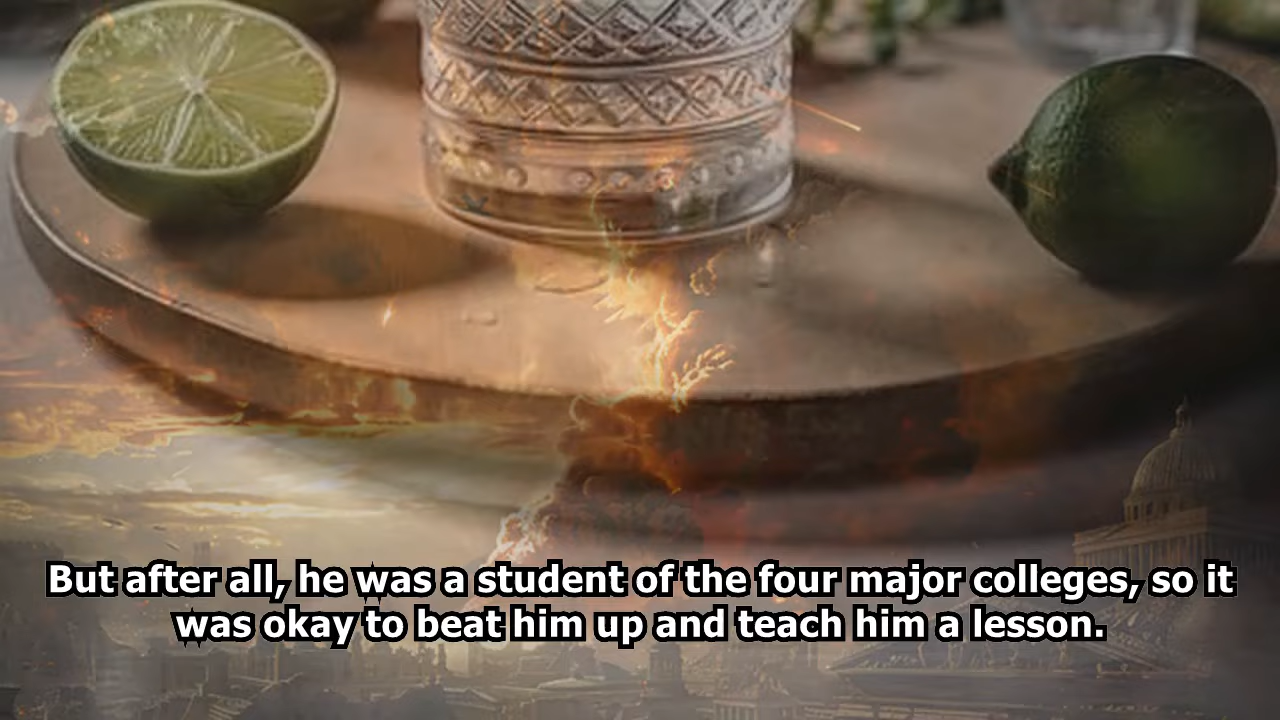 But after all, he was a student of the four major colleges, so it
was okay to beat him up and teach him a lesson.